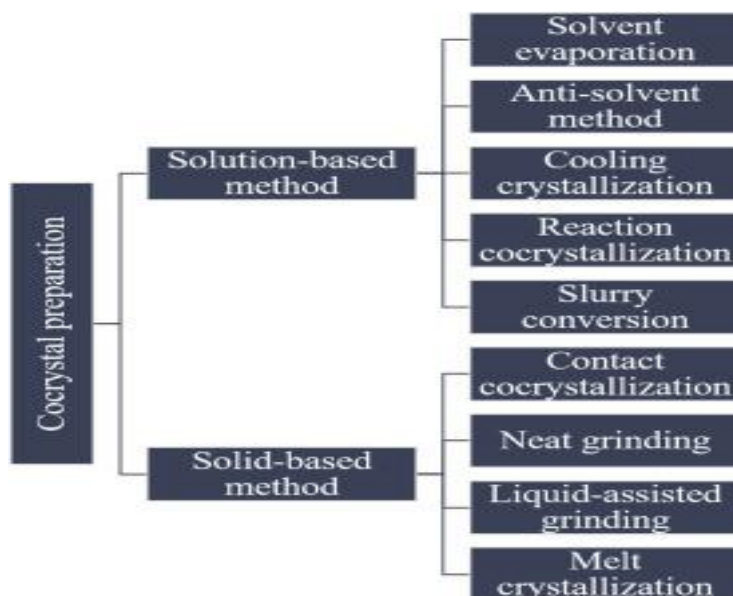 Cocrystal preparation
Solution-based
method
Solvent
evaporation
Anti-solvent
method
Cooling
crystallization
Reaction
cocrystallization
Slurry
conversion
Solid-based
method
Contact
cocrystallization
Neat grinding
Liquid-assisted
grinding
Melt
crystallization